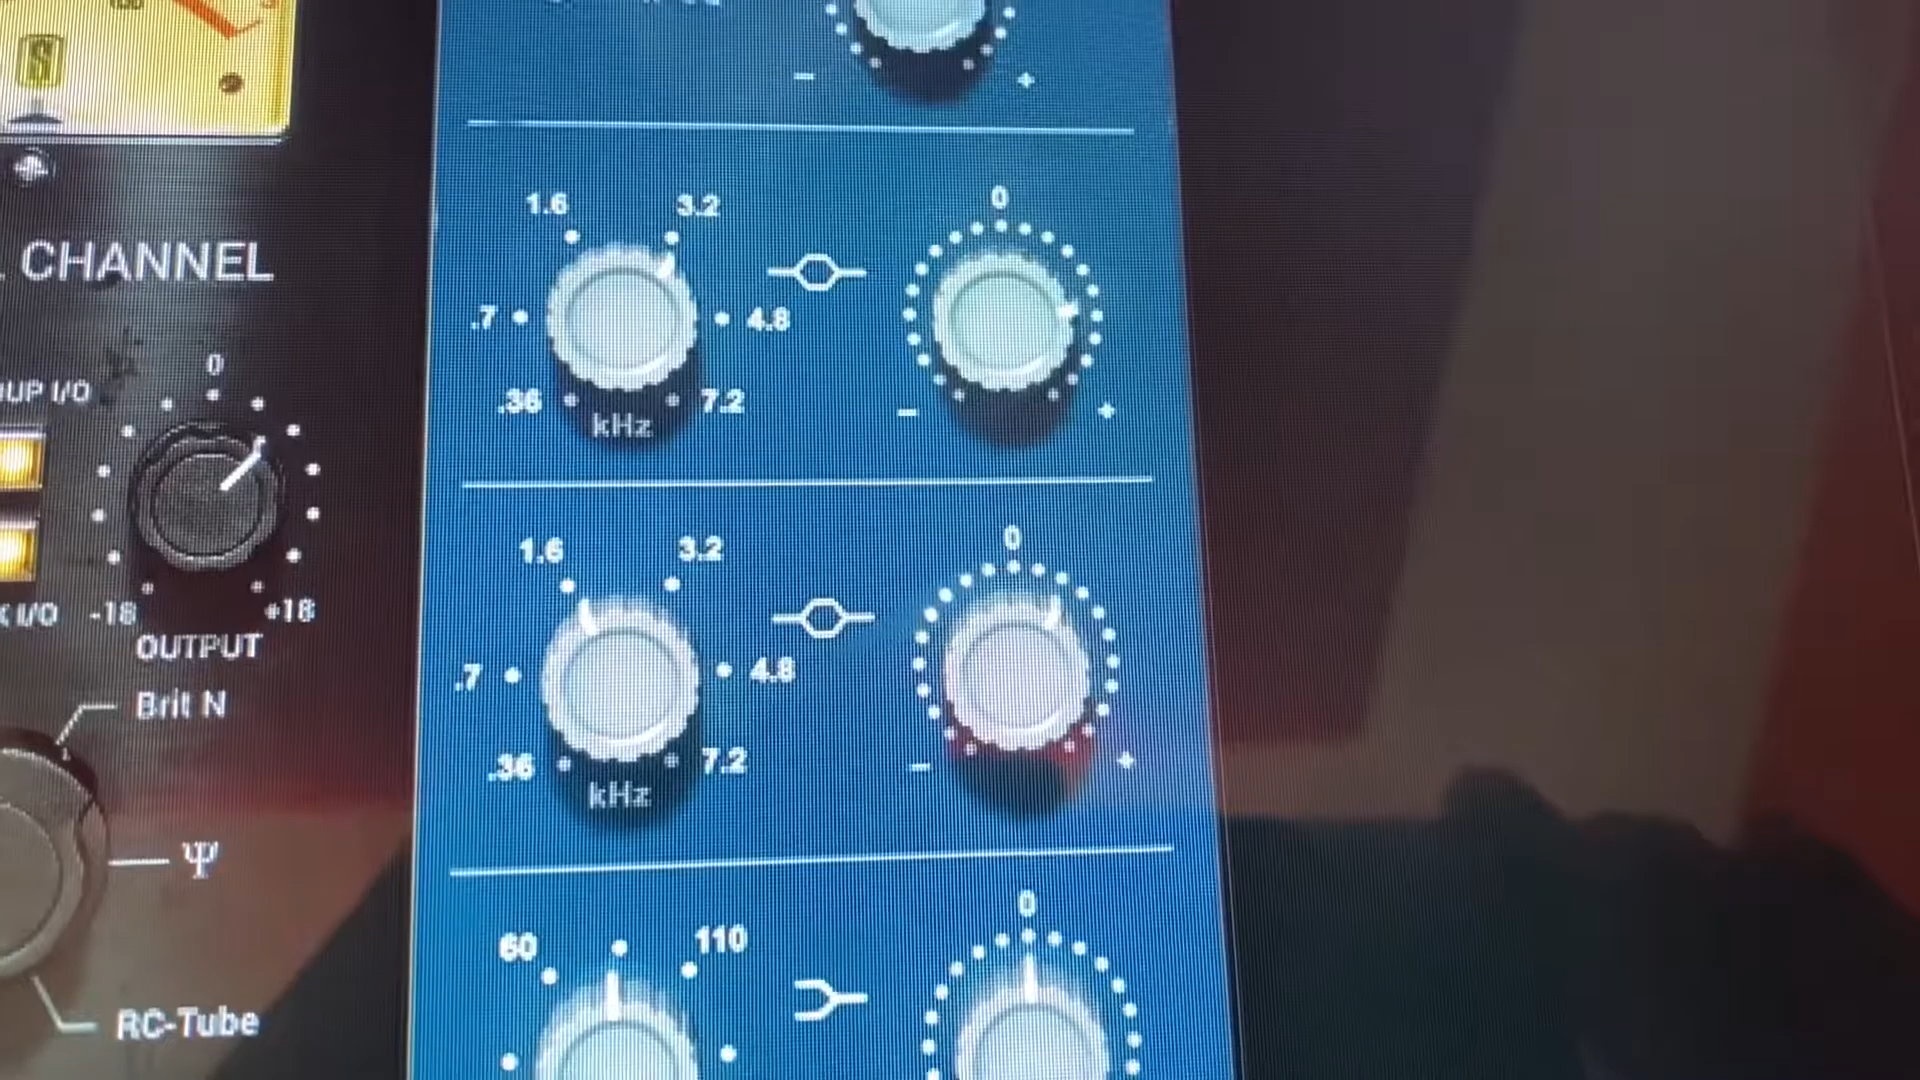 S
- +
CHANNEL
1.6 3.2
0
.7 4.8
.36 7.2
kHz
- +
0
I/O
-18 +18
OUTPUT
I/O
Brit N
Ψ
RC-Tube
1.6 3.2
0
.7 4.8
.36 7.2
kHz
- +
60 110
0